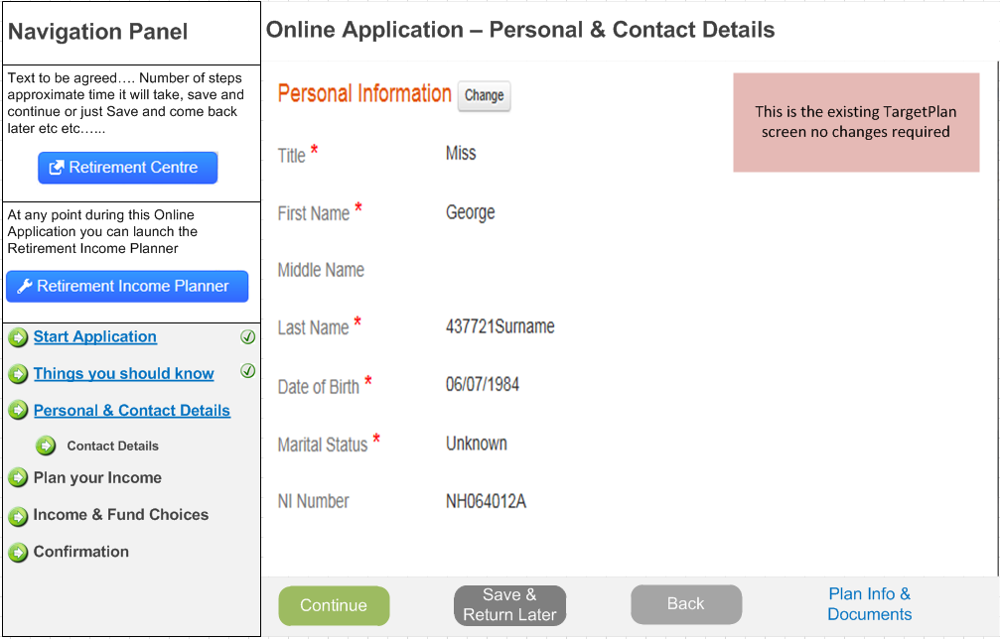 Navigation Panel
Text to be agreed…. Number of steps
approximate time it will take, save and
continue or just Save and come back
later etc etc…...
Retirement Centre
At any point during this Online
Application you can launch the
Retirement Income Planner
Retirement Income Planner
Start Application
Things you should know
Personal & Contact Details
Contact Details
Plan your Income
Income & Fund Choices
Confirmation
Online Application – Personal & Contact Details
Personal Information Change
This is the existing TargetPlan
screen no changes required
Title * Miss
First Name * George
Middle Name
Last Name * 437721Surname
Date of Birth * 06/07/1984
Marital Status * Unknown
NI Number NH064012A
Continue
Save &
Return Later
Back
Plan Info &
Documents